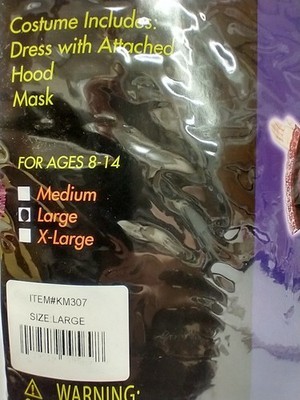 Costume Includes:
Dress with Attached
Hood
Mask
FOR AGES 8-14
Medium
Large
X-Large
ITEM#KM307
SIZE:LARGE
WARNING: